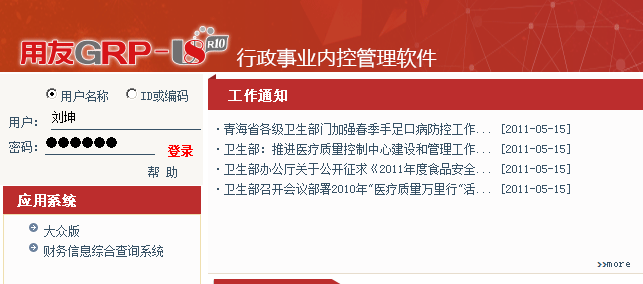 用友GRP-U8 R10
行政事业内控管理软件
用户名称 ID或编码
用户: 刘坤
密码: ●●●●●●
登录
帮 助
应用系统
大众版
财务信息综合查询系统
工作通知
· 青海省各级卫生部门加强春季手足口病防控工作... [2011-05-15]
· 卫生部：推进医疗质量控制中心建设和管理工作... [2011-05-15]
· 卫生部办公厅关于公开征求《2011年度食品安全... [2011-05-15]
· 卫生部召开会议部署2010年“医疗质量万里行”活... [2011-05-15]
»more